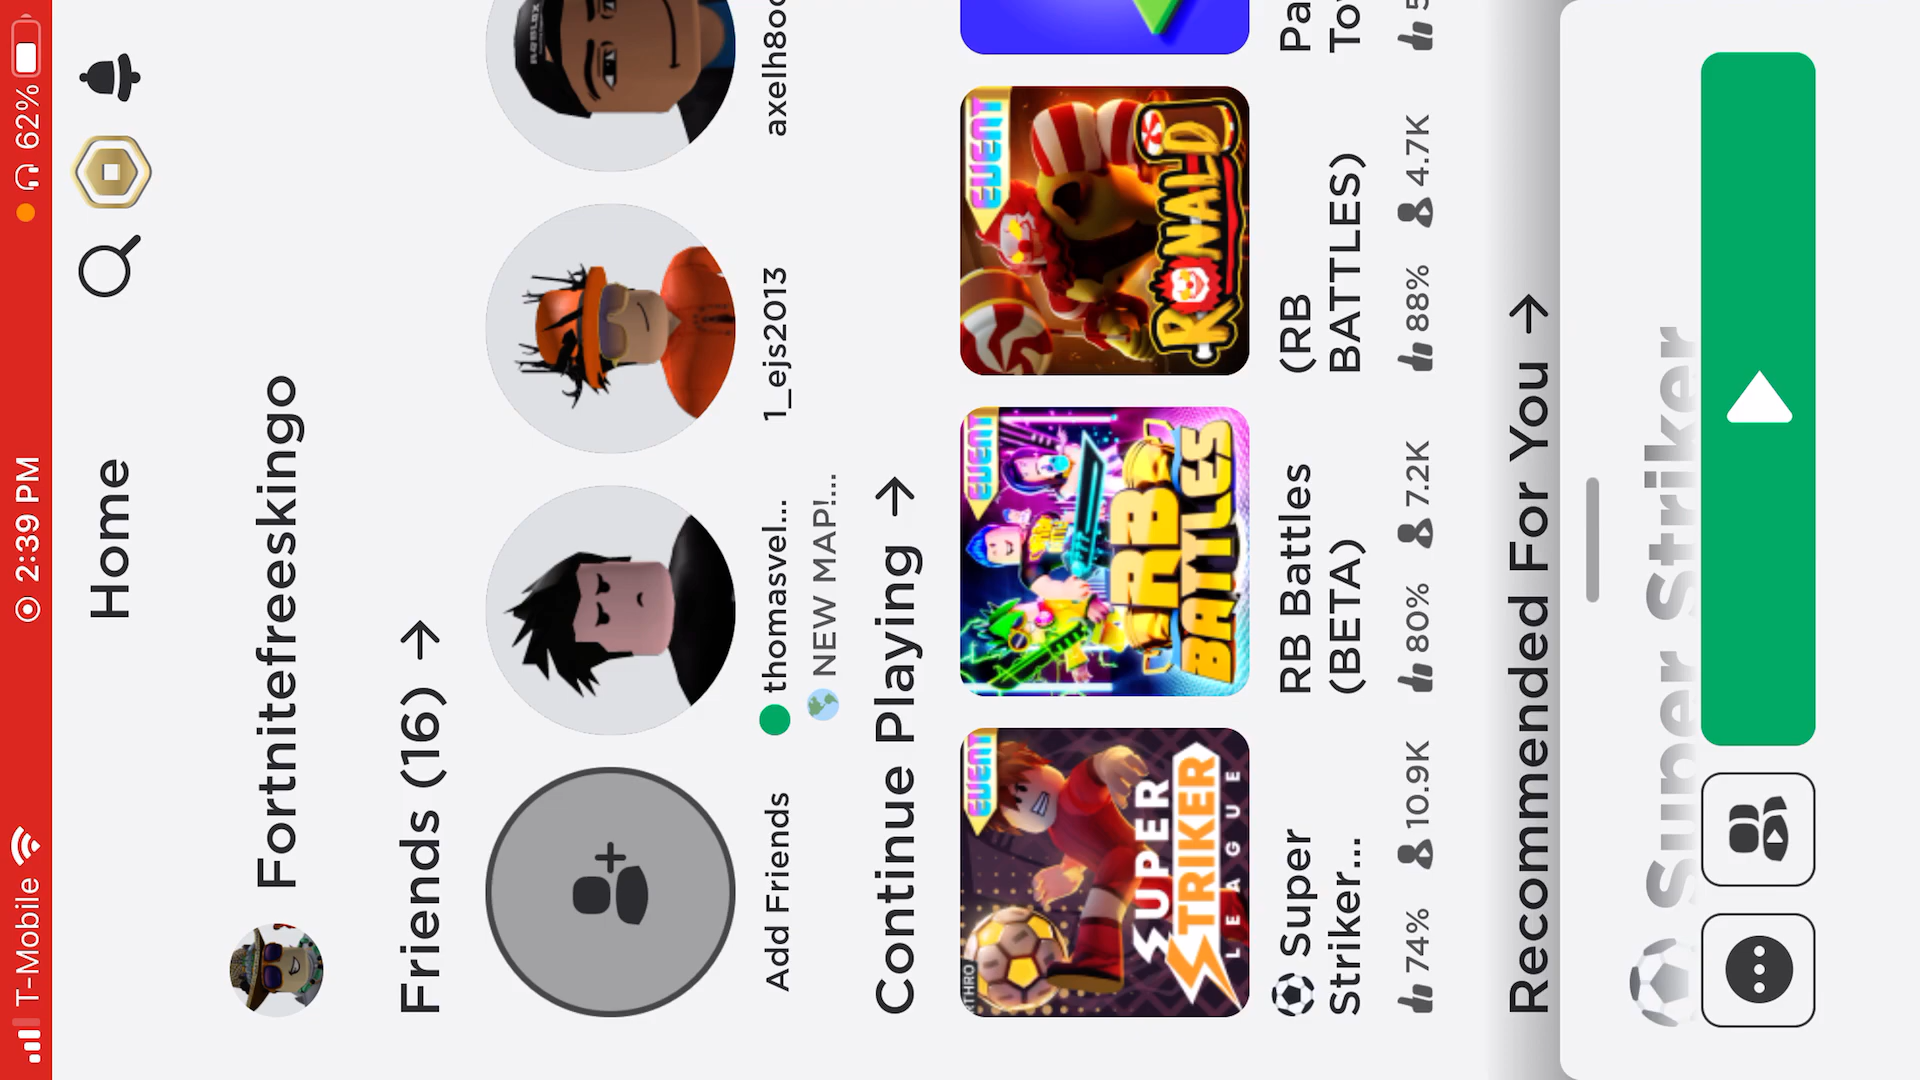 T-Mobile 2:39 PM 62%
Home
Fortnitefreeskingo
Friends (16) →
Add Friends
thomasvel...
NEW MAP!...
1_ejs2013
axelh8oo
Continue Playing →
EVENT
SUPER
STRIKER
LEAGUE
EVENT
RB
BATTLES
EVENT
RONALD
Super
Striker...
74% 10.9K
RB Battles
(BETA)
80% 7.2K
(RB
BATTLES)
88% 4.7K
Pa
To
Recommended For You →
Super Striker